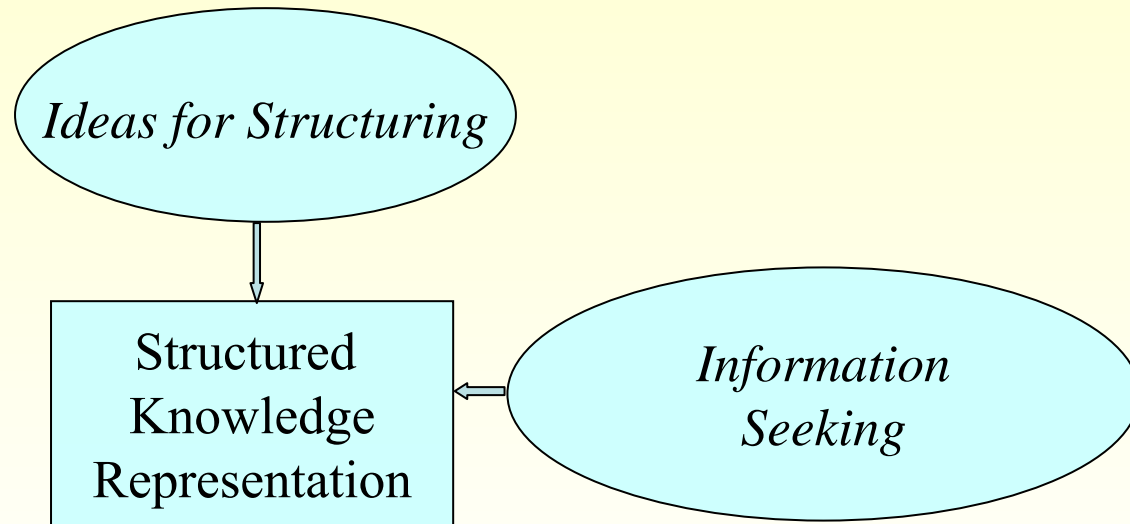 Ideas for Structuring
Structured
Knowledge
Representation
Information
Seeking